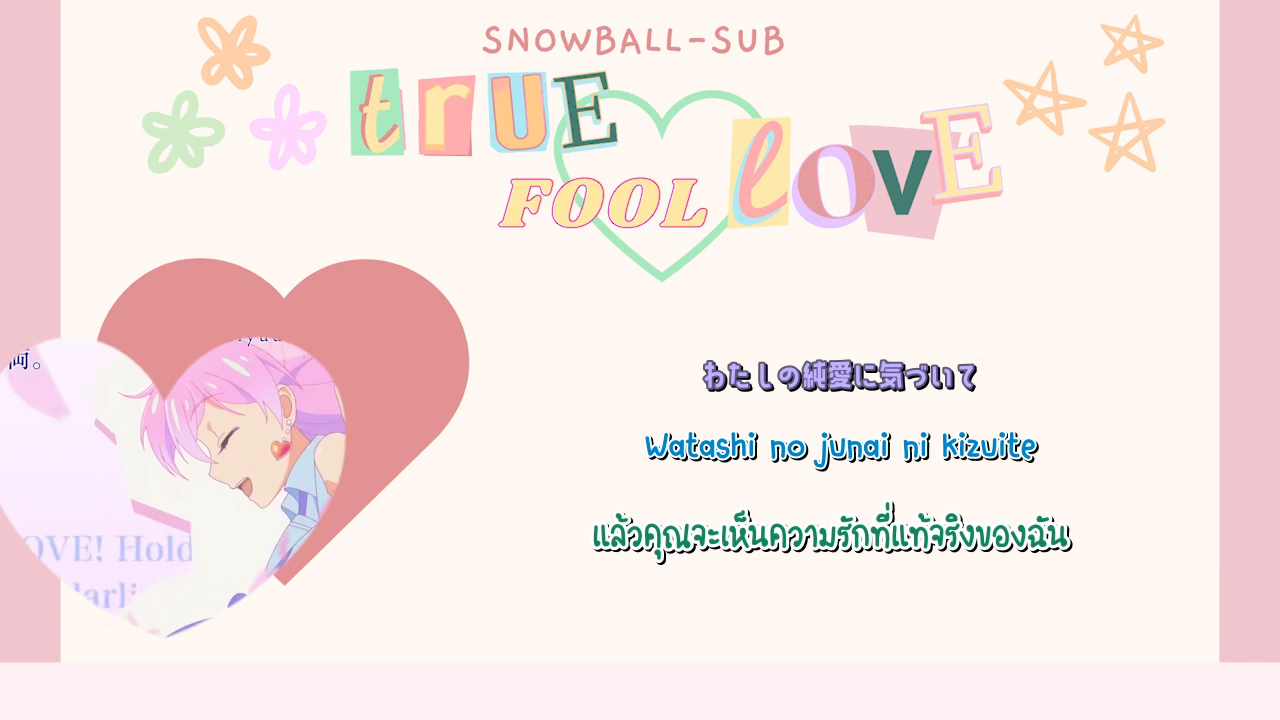 SNOWBALL-SUB
trUE
FOOL lOvE
わたしの純愛に気づいて
Watashi no junai ni kizuite
แล้วคุณจะเห็นความรักที่แท้จริงของฉัน
OVE! Hold